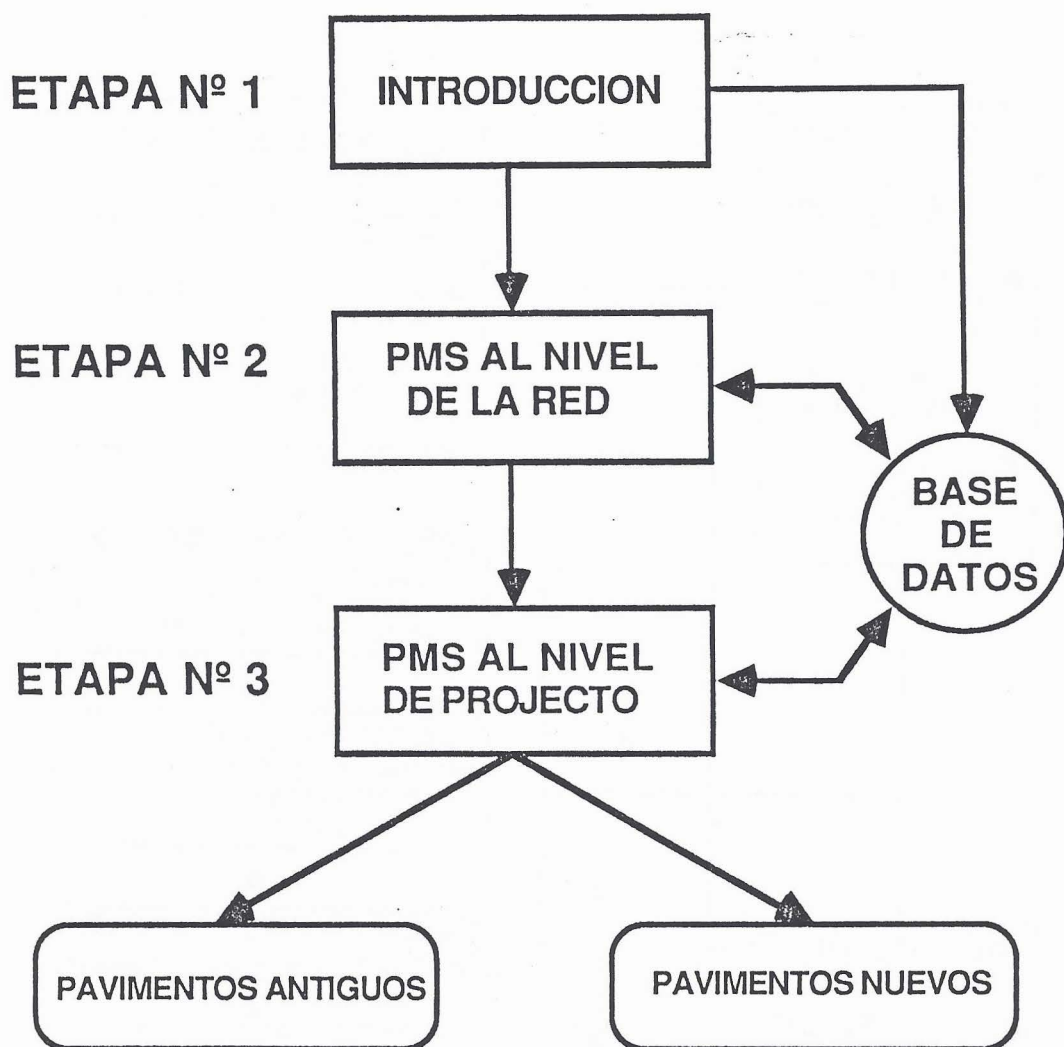 ETAPA Nº 1
INTRODUCCION
ETAPA Nº 2
PMS AL NIVEL
DE LA RED
BASE
DE
DATOS
ETAPA Nº 3
PMS AL NIVEL
DE PROJECTO
PAVIMENTOS ANTIGUOS
PAVIMENTOS NUEVOS